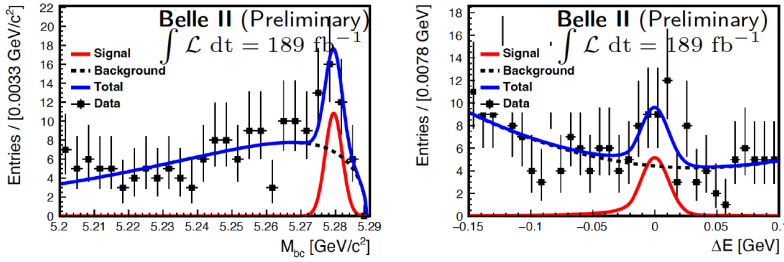 Belle II (Preliminary)
∫ ℒ dt = 189 fb⁻¹
Signal
Background
Total
Data
Entries / [0.0033 GeV/c²]
22
20
18
16
14
12
10
8
6
4
2
0
5.2 5.21 5.22 5.23 5.24 5.25 5.26 5.27 5.28 5.29
M_bc [GeV/c²]
Belle II (Preliminary)
∫ ℒ dt = 189 fb⁻¹
Signal
Background
Total
Data
Entries / [0.0078 GeV]
18
16
14
12
10
8
6
4
2
0
−0.15 −0.1 −0.05 0 0.05 0.1
ΔE [GeV]